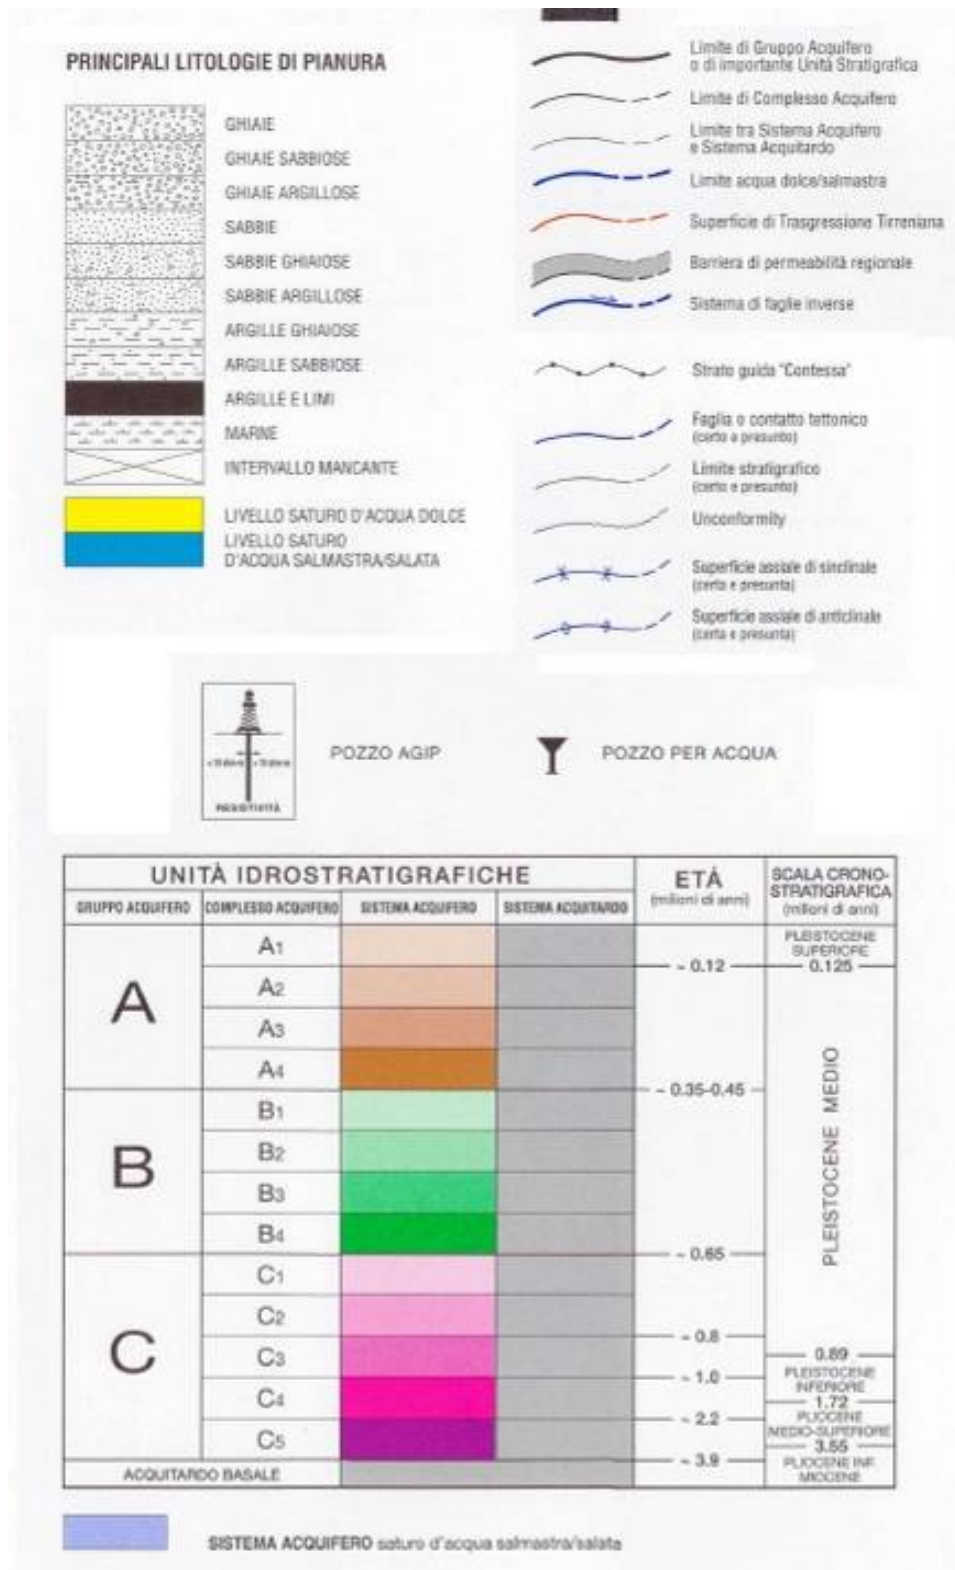 PRINCIPALI LITOLOGIE DI PIANURA
GHIAIE
GHIAIE SABBIOSE
GHIAIE ARGILLOSE
SABBIE
SABBIE GHIAIOSE
SABBIE ARGILLOSE
ARGILLE GHIAIOSE
ARGILLE SABBIOSE
ARGILLE E LIMI
MARNE
INTERVALLO MANCANTE
LIVELLO SATURO D'ACQUA DOLCE
LIVELLO SATURO
D'ACQUA SALMASTRA/SALATA
Limite di Gruppo Acquifero
o di importante Unità Stratigrafica
Limite di Complesso Acquifero
Limite tra Sistema Acquifero
e Sistema Acquitardo
Limite acqua dolce/salmastra
Superficie di Trasgressione Tirreniana
Barriera di permeabilità regionale
Sistema di faglie inverse
Strato guida "Contessa"
Faglia o contatto tettonico
(certo e presunto)
Limite stratigrafico
(certo e presunto)
Unconformity
Superficie assiale di sinclinale
(certa e presunta)
Superficie assiale di anticlinale
(certa e presunta)
RESISTIVITÀ
POZZO AGIP
POZZO PER ACQUA
UNITÀ IDROSTRATIGRAFICHE
ETÀ
(milioni di anni)
SCALA CRONO-
STRATIGRAFICA
(milioni di anni)
GRUPPO ACQUIFERO
COMPLESSO ACQUIFERO
SISTEMA ACQUIFERO
SISTEMA ACQUITARDO
A
A1
A2
A3
A4
B
B1
B2
B3
B4
C
C1
C2
C3
C4
C5
ACQUITARDO BASALE
~ 0.12
~ 0.35-0.45
~ 0.65
~ 0.8
~ 1.0
~ 2.2
~ 3.9
PLEISTOCENE
SUPERIORE
0.125
PLEISTOCENE MEDIO
0.89
PLEISTOCENE
INFERIORE
1.72
PLIOCENE
MEDIO-SUPERIORE
3.55
PLIOCENE INF.
MIOCENE
SISTEMA ACQUIFERO saturo d'acqua salmastra/salata